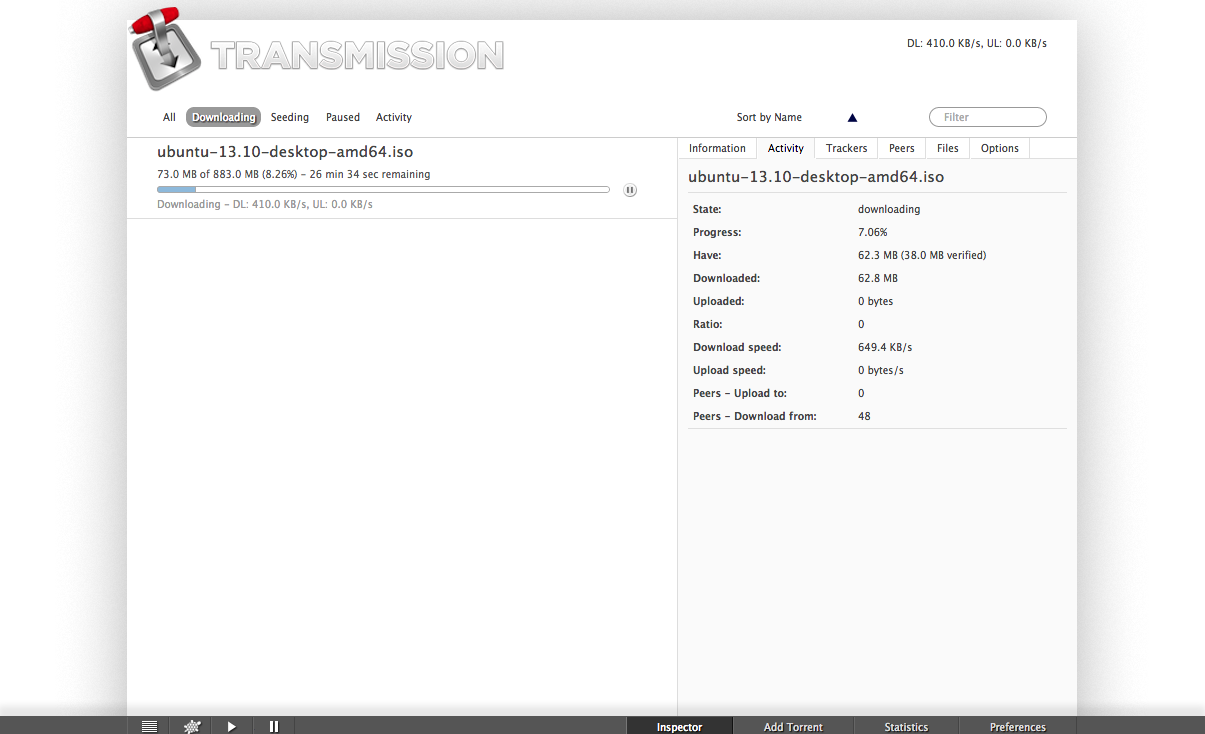 TRANSMISSION
DL: 410.0 KB/s, UL: 0.0 KB/s
All Downloading Seeding Paused Activity Sort by Name Filter
ubuntu-13.10-desktop-amd64.iso
73.0 MB of 883.0 MB (8.26%) - 26 min 34 sec remaining
Downloading - DL: 410.0 KB/s, UL: 0.0 KB/s
Information Activity Trackers Peers Files Options
ubuntu-13.10-desktop-amd64.iso
State: downloading
Progress: 7.06%
Have: 62.3 MB (38.0 MB verified)
Downloaded: 62.8 MB
Uploaded: 0 bytes
Ratio: 0
Download speed: 649.4 KB/s
Upload speed: 0 bytes/s
Peers - Upload to: 0
Peers - Download from: 48
Inspector Add Torrent Statistics Preferences